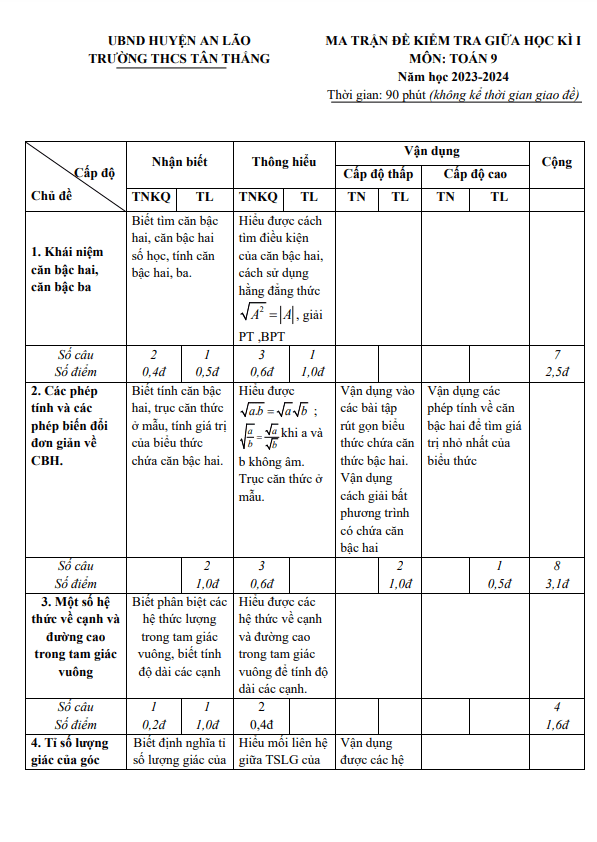 UBND HUYỆN AN LÃO
TRƯỜNG THCS TÂN THẮNG
MA TRẬN ĐỀ KIỂM TRA GIỮA HỌC KÌ I
MÔN: TOÁN 9
Năm học 2023-2024
Thời gian: 90 phút (không kể thời gian giao đề)
Cấp độ
Chủ đề
Nhận biết
Thông hiểu
Vận dụng
Cộng
Cấp độ thấp
Cấp độ cao
TNKQ TL TNKQ TL TN TL TN TL
1. Khái niệm
căn bậc hai,
căn bậc ba
Biết tìm căn bậc
hai, căn bậc hai
số học, tính căn
bậc hai, ba.
Hiểu được cách
tìm điều kiện
của căn bậc hai,
cách sử dụng
hằng đẳng thức
√A² = |A| , giải
PT ,BPT
Số câu 2 1 3 1 7
Số điểm 0,4đ 0,5đ 0,6đ 1,0đ 2,5đ
2. Các phép
tính và các
phép biến đổi
đơn giản về
CBH.
Biết tính căn bậc
hai, trục căn thức
ở mẫu, tính giá trị
của biểu thức
chứa căn bậc hai.
Hiểu được
√a.b = √a√b ;
√(a/b) = √a/√b khi a và
b không âm.
Trục căn thức ở
mẫu.
Vận dụng vào
các bài tập
rút gọn biểu
thức chứa căn
thức bậc hai.
Vận dụng
cách giải bất
phương trình
có chứa căn
bậc hai
Vận dụng các
phép tính về căn
bậc hai để tìm giá
trị nhỏ nhất của
biểu thức
Số câu 2 3 2 1 8
Số điểm 1,0đ 0,6đ 1,0đ 0,5đ 3,1đ
3. Một số hệ
thức về cạnh và
đường cao
trong tam giác
vuông
Biết phân biệt các
hệ thức lượng
trong tam giác
vuông, biết tính
độ dài các cạnh
Hiểu được các
hệ thức về cạnh
và đường cao
trong tam giác
vuông để tính độ
dài các cạnh.
Số câu 1 1 2 4
Số điểm 0,2đ 1,0đ 0,4đ 1,6đ
4. Tỉ số lượng
giác của góc
Biết định nghĩa tỉ
số lượng giác của
Hiểu mối liên hệ
giữa TSLG của
Vận dụng
được các hệ